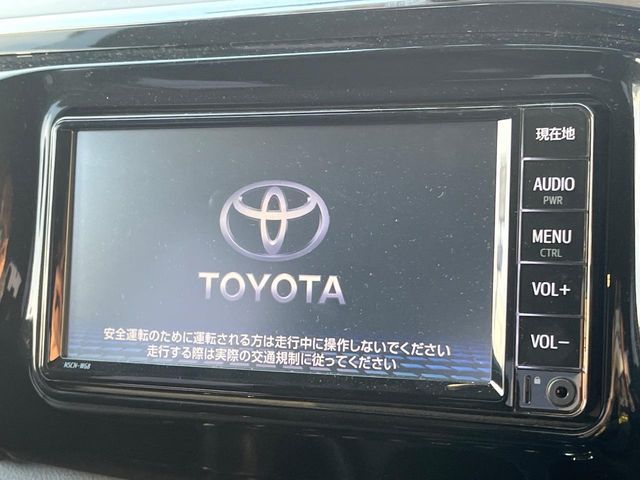 現在地
AUDIO
PWR
MENU
CTRL
VOL+
VOL-
TOYOTA
安全運転のために運転される方は走行中に操作しないでください
走行する際は実際の交通規制に従ってください
NSCN-W68